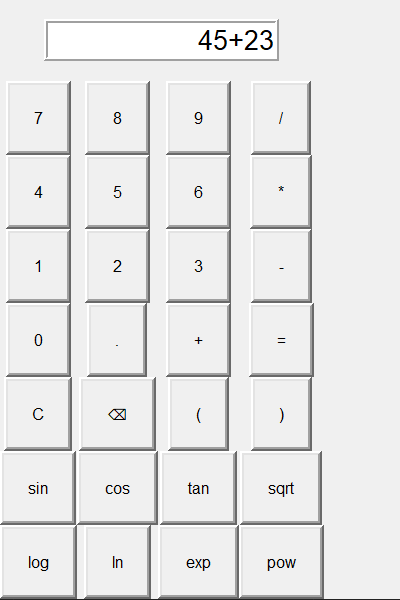 45+23
7 8 9 /
4 5 6 *
1 2 3 -
0 . + =
C ⌫ ( )
sin cos tan sqrt
log ln exp pow